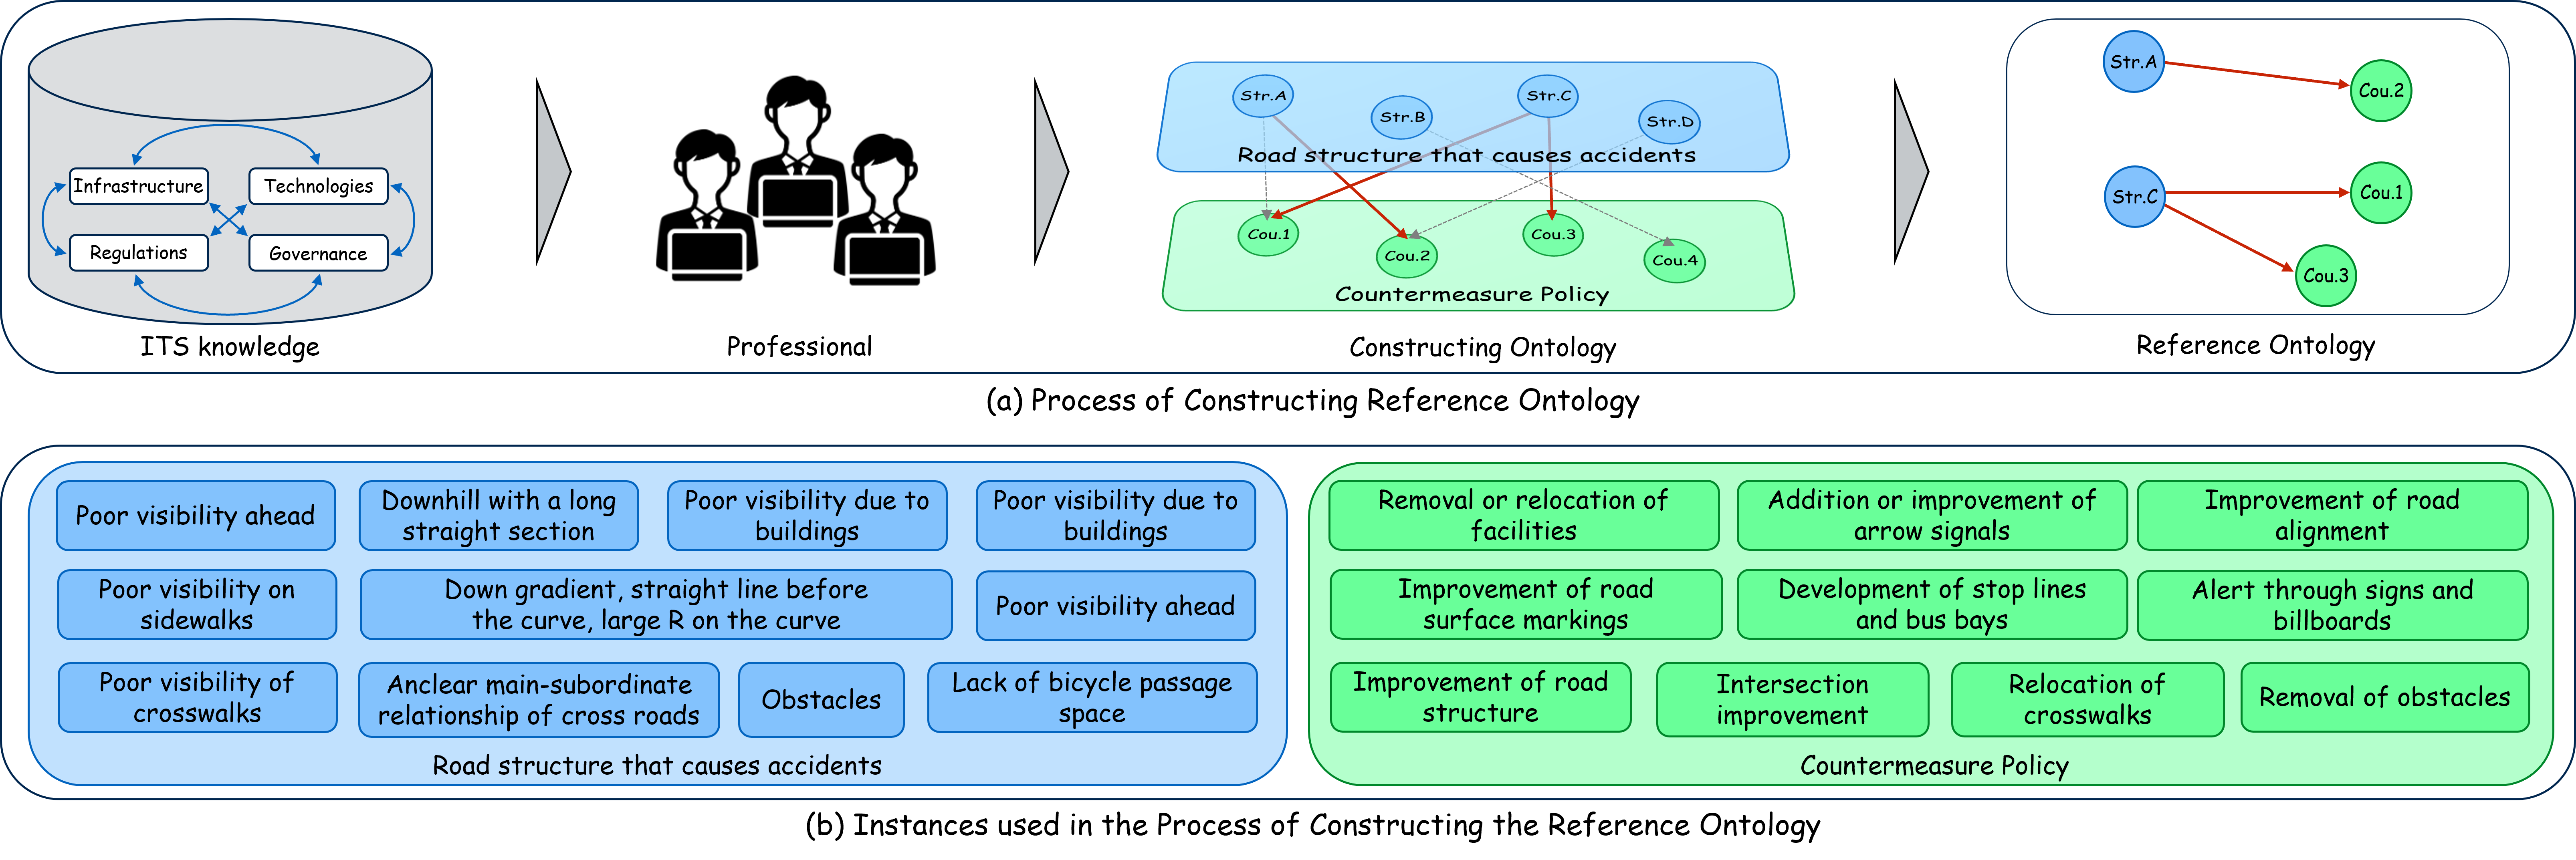 Infrastructure
Technologies
Regulations
Governance
ITS knowledge
Professional
Str.A
Str.B
Str.C
Str.D
Road structure that causes accidents
Cou.1
Cou.2
Cou.3
Cou.4
Countermeasure Policy
Constructing Ontology
Str.A
Cou.2
Str.C
Cou.1
Cou.3
Reference Ontology
(a) Process of Constructing Reference Ontology
Poor visibility ahead
Downhill with a long
straight section
Poor visibility due to
buildings
Poor visibility due to
buildings
Poor visibility on
sidewalks
Down gradient, straight line before
the curve, large R on the curve
Poor visibility ahead
Poor visibility of
crosswalks
Anclear main-subordinate
relationship of cross roads
Obstacles
Lack of bicycle passage
space
Road structure that causes accidents
Removal or relocation of
facilities
Addition or improvement of
arrow signals
Improvement of road
alignment
Improvement of road
surface markings
Development of stop lines
and bus bays
Alert through signs and
billboards
Improvement of road
structure
Intersection
improvement
Relocation of
crosswalks
Removal of obstacles
Countermeasure Policy
(b) Instances used in the Process of Constructing the Reference Ontology